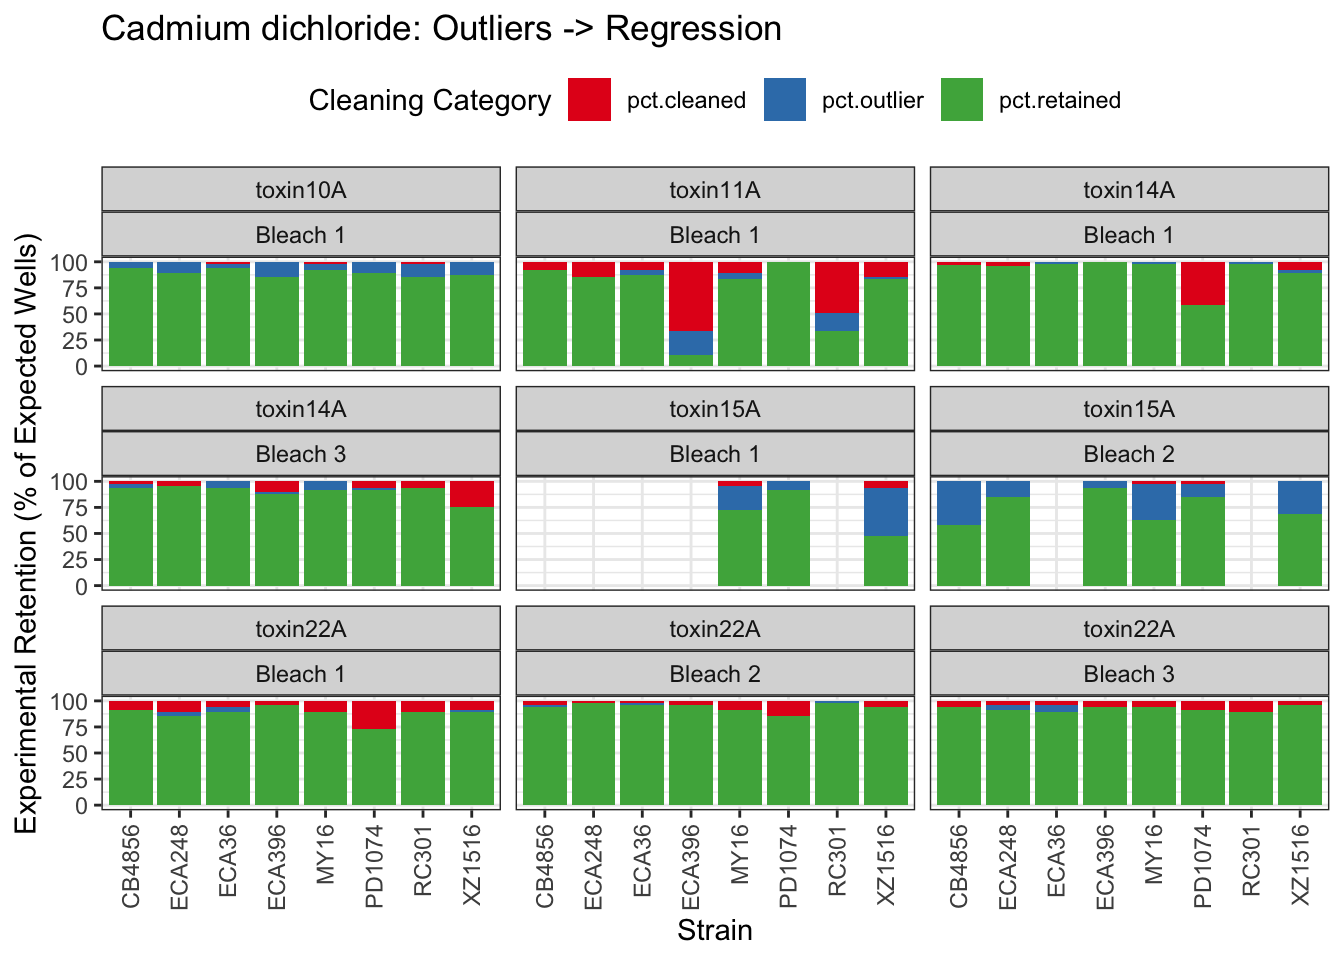 Cadmium dichloride: Outliers -> Regression
Cleaning Category pct.cleaned pct.outlier pct.retained
Experimental Retention (% of Expected Wells)
toxin10A toxin11A toxin14A
Bleach 1 Bleach 1 Bleach 1
100
75
50
25
0
toxin14A toxin15A toxin15A
Bleach 3 Bleach 1 Bleach 2
100
75
50
25
0
toxin22A toxin22A toxin22A
Bleach 1 Bleach 2 Bleach 3
100
75
50
25
0
CB4856 ECA248 ECA36 ECA396 MY16 PD1074 RC301 XZ1516 CB4856 ECA248 ECA36 ECA396 MY16 PD1074 RC301 XZ1516 CB4856 ECA248 ECA36 ECA396 MY16 PD1074 RC301 XZ1516
Strain